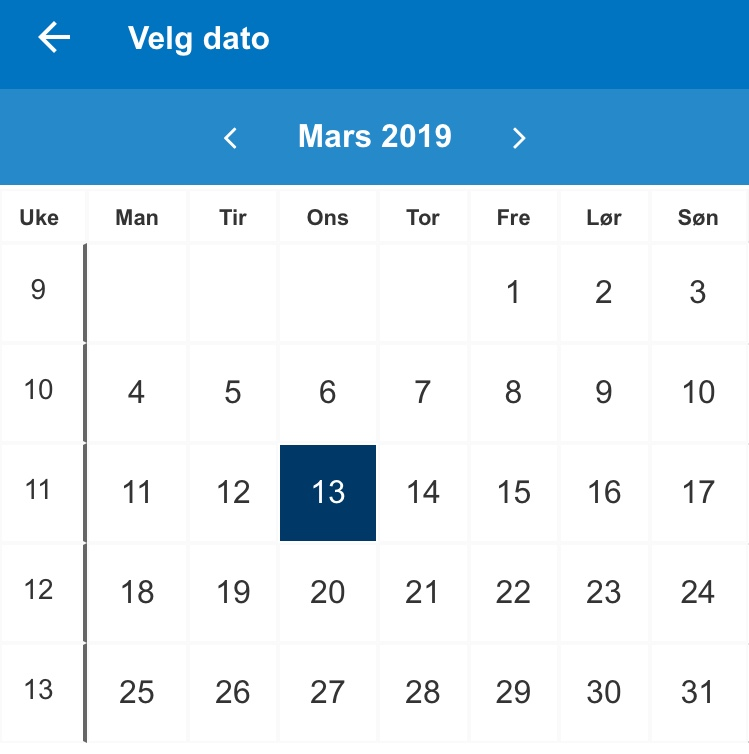 Velg dato
Mars 2019
Uke Man Tir Ons Tor Fre Lør Søn
9 1 2 3
10 4 5 6 7 8 9 10
11 11 12 13 14 15 16 17
12 18 19 20 21 22 23 24
13 25 26 27 28 29 30 31